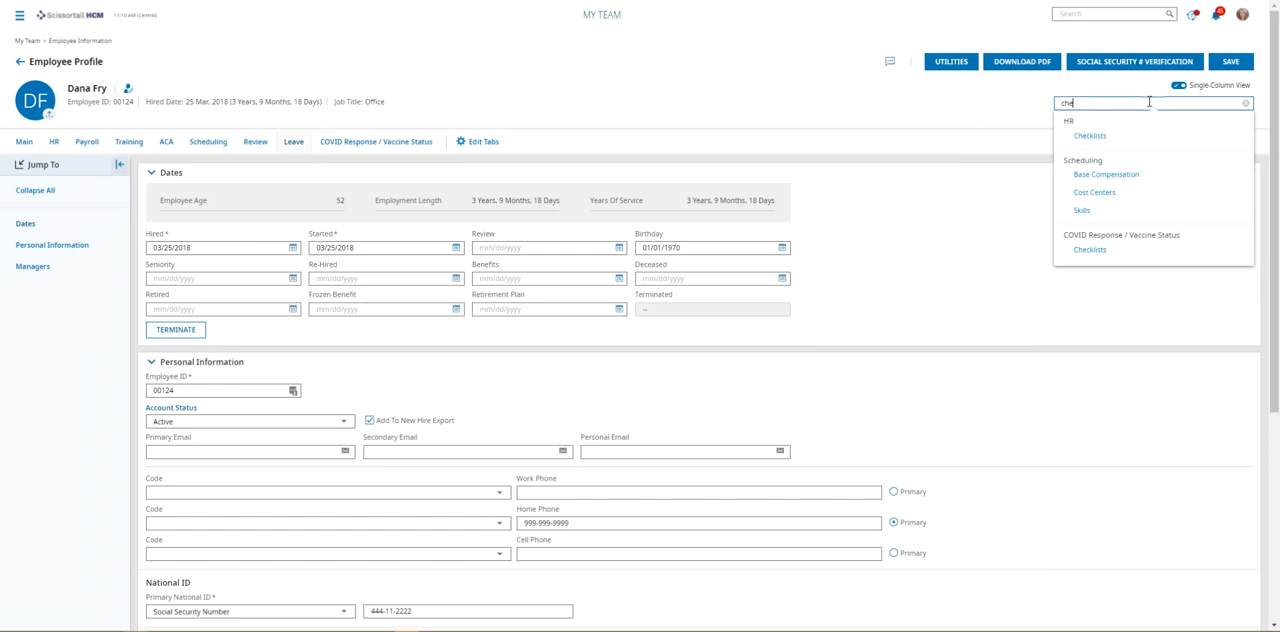 Scissortail HCM 11:10 AM (Central) MY TEAM Search 45
My Team > Employee Information
Employee Profile UTILITIES DOWNLOAD PDF SOCIAL SECURITY # VERIFICATION SAVE
Single-Column View
DF Dana Fry
Employee ID: 00124 Hired Date: 25 Mar, 2018 (3 Years, 9 Months, 18 Days) Job Title: Office
che
HR
Checklists
Scheduling
Base Compensation
Cost Centers
Skills
COVID Response / Vaccine Status
Checklists
Main HR Payroll Training ACA Scheduling Review Leave COVID Response / Vaccine Status Edit Tabs
Jump To
Collapse All
Dates
Personal Information
Managers
Dates
Employee Age 52 Employment Length 3 Years, 9 Months, 18 Days Years Of Service 3 Years, 9 Months, 18 Days
Hired* Started* Review Birthday
03/25/2018 03/25/2018 mm/dd/yyyy 01/01/1970
Seniority Re-Hired Benefits Deceased
mm/dd/yyyy mm/dd/yyyy mm/dd/yyyy mm/dd/yyyy
Retired Frozen Benefit Retirement Plan Terminated
mm/dd/yyyy mm/dd/yyyy mm/dd/yyyy --
TERMINATE
Personal Information
Employee ID*
00124
Account Status
Active Add To New Hire Export
Primary Email Secondary Email Personal Email
Code Work Phone
Primary
Code Home Phone
999-999-9999 Primary
Code Cell Phone
Primary
National ID
Primary National ID*
Social Security Number 444-11-2222